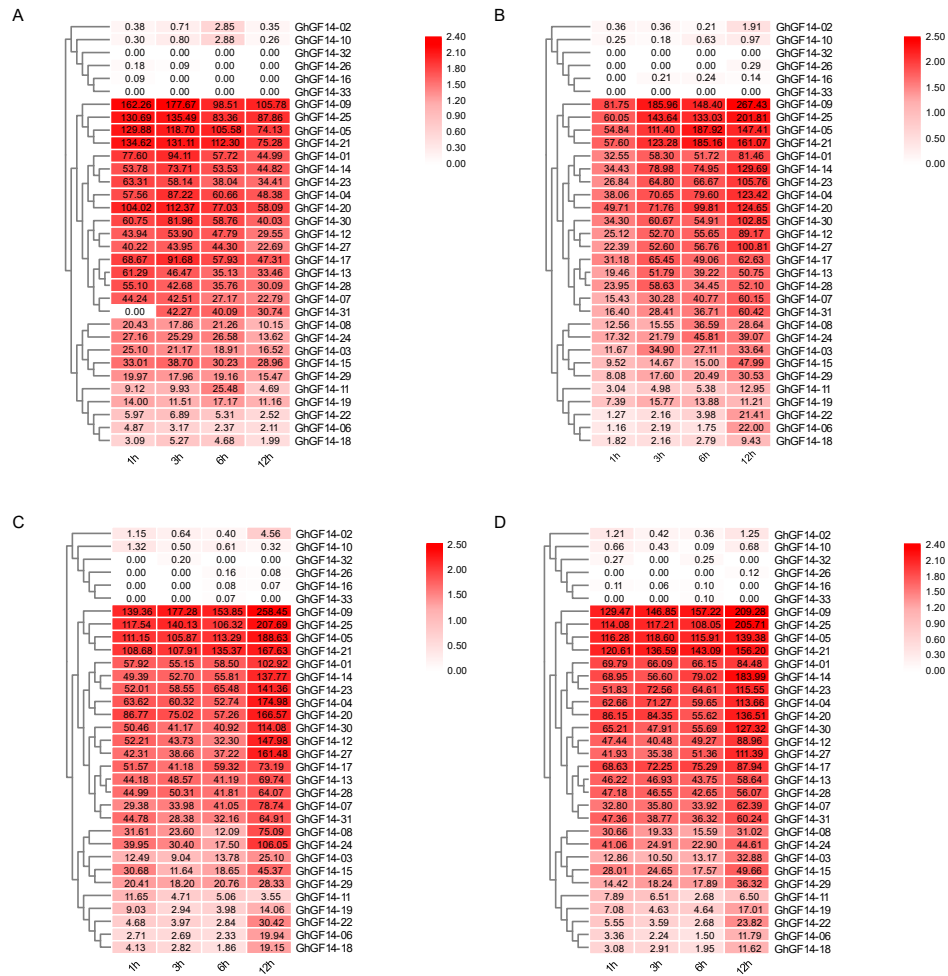 A
0.38 0.71 2.85 0.35 GhGF14-02
0.30 0.80 2.88 0.26 GhGF14-10
0.00 0.00 0.00 0.00 GhGF14-32
0.18 0.09 0.00 0.00 GhGF14-26
0.09 0.00 0.00 0.00 GhGF14-16
0.00 0.00 0.00 0.00 GhGF14-33
162.26 177.67 98.51 105.78 GhGF14-09
130.69 135.49 83.36 87.86 GhGF14-25
129.88 118.70 105.58 74.13 GhGF14-05
134.62 131.11 112.30 75.28 GhGF14-21
77.60 94.11 57.72 44.99 GhGF14-01
53.78 73.71 53.53 44.82 GhGF14-14
63.31 58.14 38.04 34.41 GhGF14-23
57.56 87.22 60.66 48.38 GhGF14-04
104.02 112.37 77.03 58.09 GhGF14-20
60.75 81.96 58.76 40.03 GhGF14-30
43.94 53.90 47.79 29.55 GhGF14-12
40.22 43.95 44.30 22.69 GhGF14-27
68.67 91.68 57.93 47.31 GhGF14-17
61.29 46.47 35.13 33.46 GhGF14-13
55.10 42.68 35.76 30.09 GhGF14-28
44.24 42.51 27.17 22.79 GhGF14-07
0.00 42.27 40.09 30.74 GhGF14-31
20.43 17.86 21.26 10.15 GhGF14-08
27.16 25.29 26.58 13.62 GhGF14-24
25.10 21.17 18.91 16.52 GhGF14-03
33.01 38.70 30.23 28.96 GhGF14-15
19.97 17.96 19.16 15.47 GhGF14-29
9.12 9.93 25.48 4.69 GhGF14-11
14.00 11.51 17.17 11.16 GhGF14-19
5.97 6.89 5.31 2.52 GhGF14-22
4.87 3.17 2.37 2.11 GhGF14-06
3.09 5.27 4.68 1.99 GhGF14-18
1h 3h 6h 12h
2.40
2.10
1.80
1.50
1.20
0.90
0.60
0.30
0.00
B
0.36 0.36 0.21 1.91 GhGF14-02
0.25 0.18 0.63 0.97 GhGF14-10
0.00 0.00 0.00 0.00 GhGF14-32
0.00 0.00 0.00 0.29 GhGF14-26
0.00 0.21 0.24 0.14 GhGF14-16
0.00 0.00 0.00 0.00 GhGF14-33
81.75 185.96 148.40 267.43 GhGF14-09
60.05 143.64 133.03 201.81 GhGF14-25
54.84 111.40 187.92 147.41 GhGF14-05
57.60 123.28 185.16 161.07 GhGF14-21
32.55 58.30 51.72 81.46 GhGF14-01
34.43 78.98 74.95 129.69 GhGF14-14
26.84 64.80 66.67 105.76 GhGF14-23
38.06 70.65 79.60 123.42 GhGF14-04
49.71 71.76 99.81 124.65 GhGF14-20
34.30 60.67 54.91 102.85 GhGF14-30
25.12 52.70 55.65 89.17 GhGF14-12
22.39 52.60 56.76 100.81 GhGF14-27
31.18 65.45 49.06 62.63 GhGF14-17
19.46 51.79 39.22 50.75 GhGF14-13
23.95 58.63 34.45 52.10 GhGF14-28
15.43 30.28 40.77 60.15 GhGF14-07
16.40 28.41 36.71 60.42 GhGF14-31
12.56 15.55 36.59 28.64 GhGF14-08
17.32 21.79 45.81 39.07 GhGF14-24
11.67 34.90 27.11 33.64 GhGF14-03
9.52 14.67 15.00 47.99 GhGF14-15
8.08 17.60 20.49 30.53 GhGF14-29
3.04 4.98 5.38 12.95 GhGF14-11
7.39 15.77 13.88 11.21 GhGF14-19
1.27 2.16 3.98 21.41 GhGF14-22
1.16 2.19 1.75 22.00 GhGF14-06
1.82 2.16 2.79 9.43 GhGF14-18
1h 3h 6h 12h
2.50
2.00
1.50
1.00
0.50
0.00
C
1.15 0.64 0.40 4.56 GhGF14-02
1.32 0.50 0.61 0.32 GhGF14-10
0.00 0.20 0.00 0.00 GhGF14-32
0.00 0.00 0.16 0.08 GhGF14-26
0.00 0.00 0.08 0.07 GhGF14-16
0.00 0.00 0.07 0.00 GhGF14-33
139.36 177.28 153.85 258.45 GhGF14-09
117.54 140.13 106.32 207.69 GhGF14-25
111.15 105.87 113.29 188.63 GhGF14-05
108.68 107.91 135.37 167.63 GhGF14-21
57.92 55.15 58.50 102.92 GhGF14-01
49.39 52.70 55.81 137.77 GhGF14-14
52.01 58.55 65.48 141.36 GhGF14-23
63.62 60.32 52.74 174.98 GhGF14-04
86.77 75.02 57.26 166.57 GhGF14-20
50.46 41.17 40.92 114.08 GhGF14-30
52.21 43.73 32.30 147.98 GhGF14-12
42.31 38.66 37.22 161.48 GhGF14-27
51.57 41.18 59.32 73.19 GhGF14-17
44.18 48.57 41.19 69.74 GhGF14-13
44.99 50.31 41.81 64.07 GhGF14-28
29.38 33.98 41.05 78.74 GhGF14-07
44.78 28.38 32.16 64.91 GhGF14-31
31.61 23.60 12.09 75.09 GhGF14-08
39.95 30.40 17.50 106.05 GhGF14-24
12.49 9.04 13.78 25.10 GhGF14-03
30.68 11.64 18.65 45.37 GhGF14-15
20.41 18.20 20.76 28.33 GhGF14-29
11.65 4.71 5.06 3.55 GhGF14-11
9.03 2.94 3.98 14.06 GhGF14-19
4.68 3.97 2.84 30.42 GhGF14-22
2.71 2.69 2.33 19.94 GhGF14-06
4.13 2.82 1.86 19.15 GhGF14-18
1h 3h 6h 12h
2.50
2.00
1.50
1.00
0.50
0.00
D
1.21 0.42 0.36 1.25 GhGF14-02
0.66 0.43 0.09 0.68 GhGF14-10
0.27 0.00 0.25 0.00 GhGF14-32
0.00 0.00 0.00 0.12 GhGF14-26
0.11 0.06 0.10 0.00 GhGF14-16
0.00 0.00 0.10 0.00 GhGF14-33
129.47 146.85 157.22 209.28 GhGF14-09
114.08 117.21 108.05 205.71 GhGF14-25
116.28 118.60 115.91 139.38 GhGF14-05
120.61 136.59 143.09 156.20 GhGF14-21
69.79 66.09 66.15 84.48 GhGF14-01
68.95 56.60 79.02 183.99 GhGF14-14
51.83 72.56 64.61 115.55 GhGF14-23
62.66 71.27 59.65 113.66 GhGF14-04
86.15 84.35 55.62 136.51 GhGF14-20
65.21 47.91 55.69 127.32 GhGF14-30
47.44 40.48 49.27 88.96 GhGF14-12
41.93 35.38 51.36 111.39 GhGF14-27
68.63 72.25 75.29 87.94 GhGF14-17
46.22 46.93 43.75 58.64 GhGF14-13
47.18 46.55 42.65 56.07 GhGF14-28
32.80 35.80 33.92 62.39 GhGF14-07
47.36 38.77 36.32 60.24 GhGF14-31
30.66 19.33 15.59 31.02 GhGF14-08
41.06 24.91 22.90 44.61 GhGF14-24
12.86 10.50 13.17 32.88 GhGF14-03
28.01 24.65 17.57 49.66 GhGF14-15
14.42 18.24 17.89 36.32 GhGF14-29
7.89 6.51 2.68 6.50 GhGF14-11
7.08 4.63 4.64 17.01 GhGF14-19
5.55 3.59 2.68 23.82 GhGF14-22
3.36 2.24 1.50 11.79 GhGF14-06
3.08 2.91 1.95 11.62 GhGF14-18
1h 3h 6h 12h
2.40
2.10
1.80
1.50
1.20
0.90
0.60
0.30
0.00